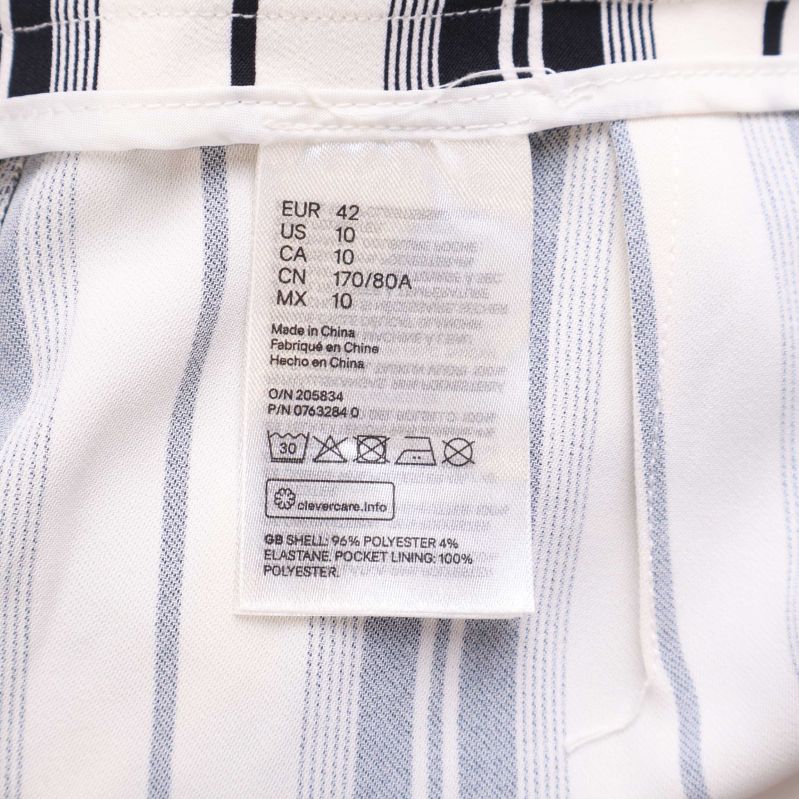 EUR 42
US 10
CA 10
CN 170/80A
MX 10
Made in China
Fabriqué en Chine
Hecho en China
O/N 205834
P/N 0763284 0
30
clevercare.info
GB SHELL: 96% POLYESTER 4%
ELASTANE. POCKET LINING: 100%
POLYESTER.